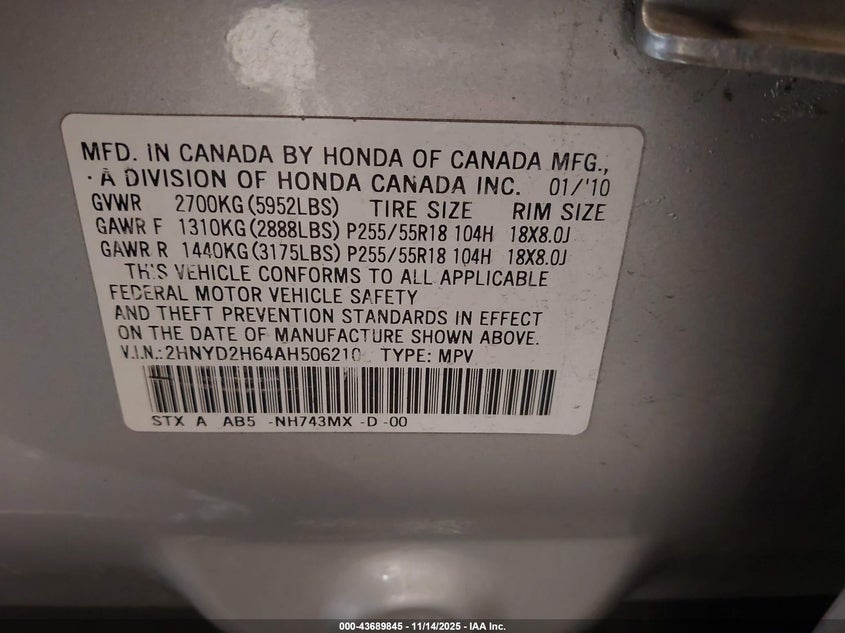 MFD. IN CANADA BY HONDA OF CANADA MFG.,
· A DIVISION OF HONDA CANADA INC. 01/'10
GVWR 2700KG(5952LBS) TIRE SIZE RIM SIZE
GAWR F 1310KG(2888LBS) P255/55R18 104H 18X8.0J
GAWR R 1440KG(3175LBS) P255/55R18 104H 18X8.0J
THIS VEHICLE CONFORMS TO ALL APPLICABLE
FEDERAL MOTOR VEHICLE SAFETY
AND THEFT PREVENTION STANDARDS IN EFFECT
ON THE DATE OF MANUFACTURE SHOWN ABOVE.
V.I.N.:2HNYD2H64AH506210 TYPE: MPV
STX A AB5 -NH743MX -D -00
000-43689845 - 11/14/2025 - IAA Inc.